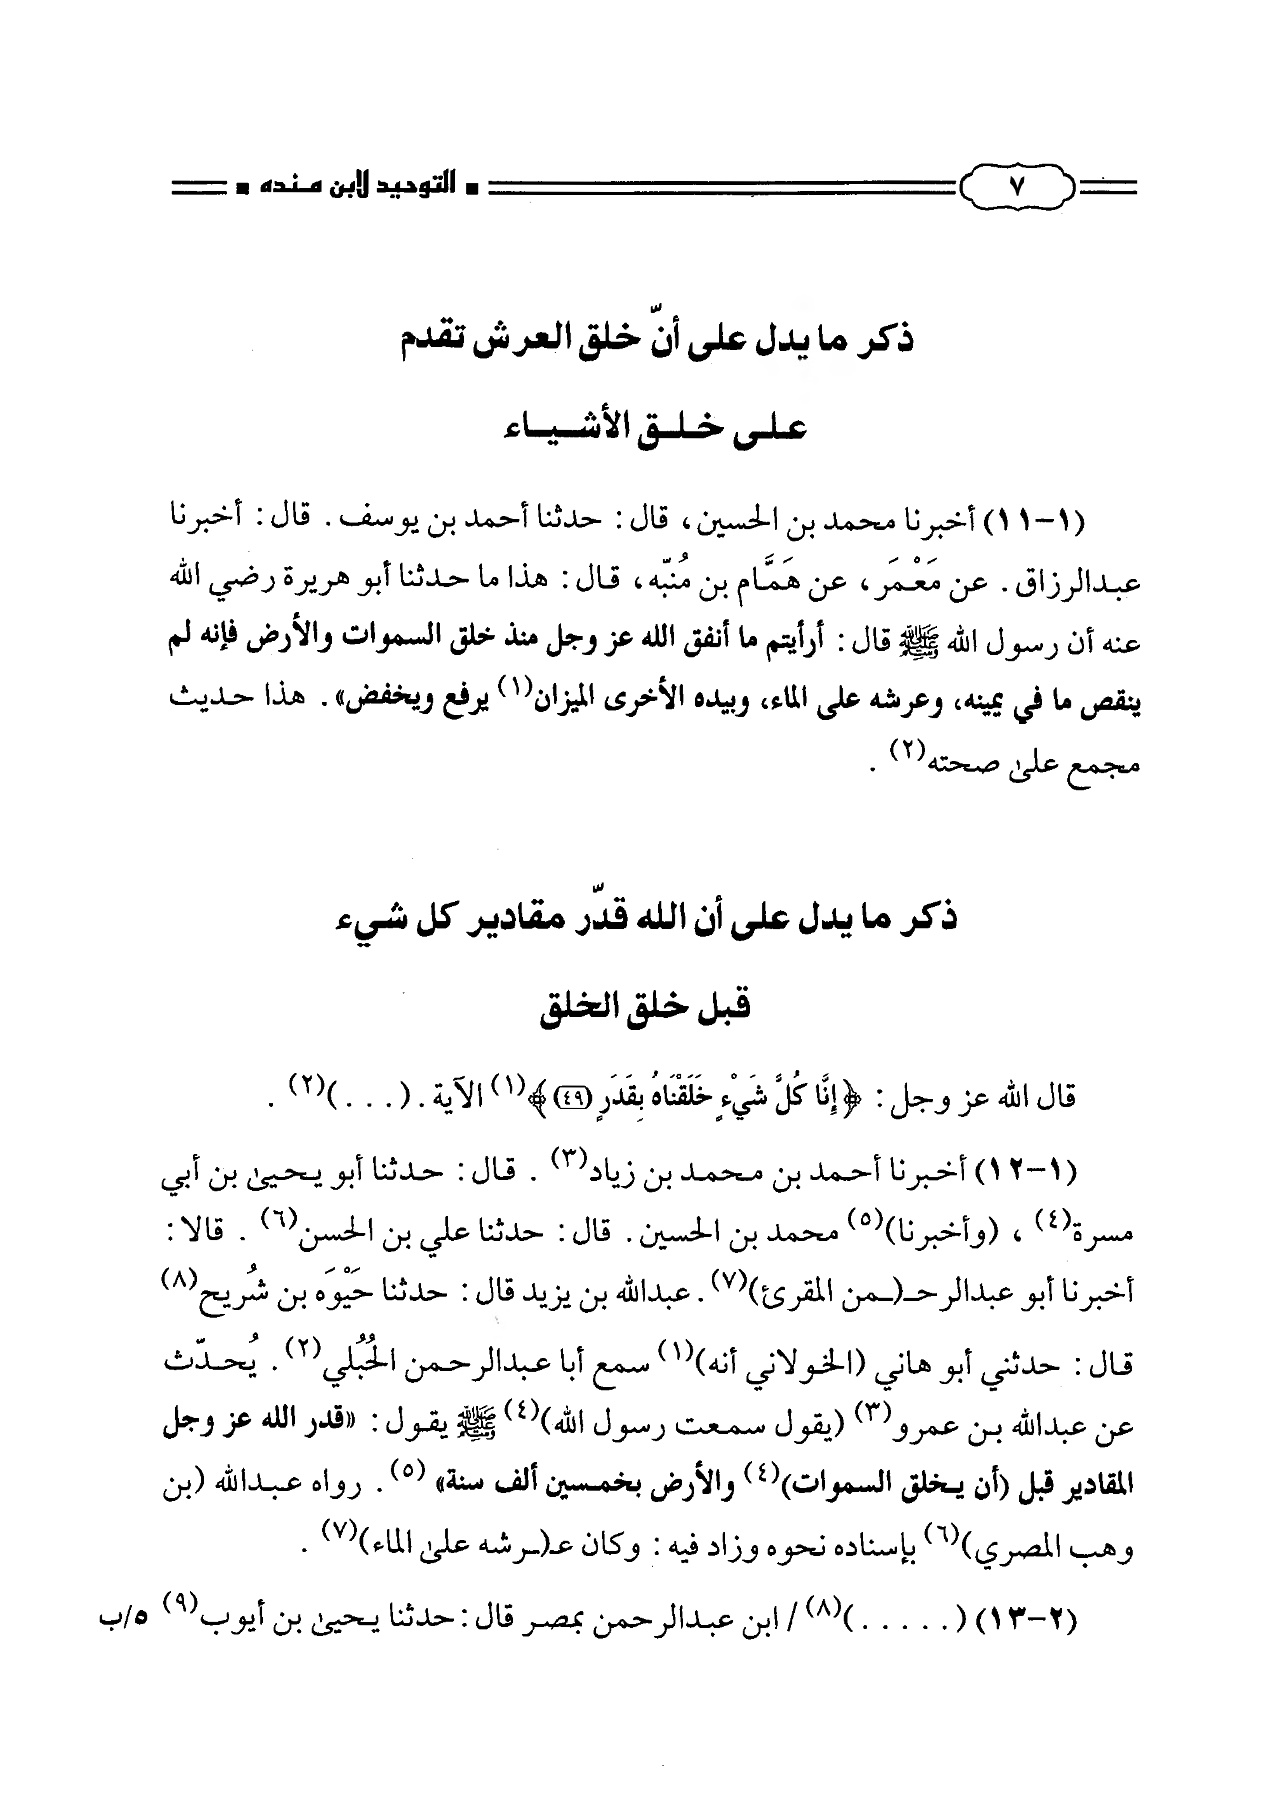 ٧ ■ التوحيد لابن منده ■
ذكر ما يدل على أنّ خلق العرش تقدم
على خلق الأشياء
(١-١١) أخبرنا محمد بن الحسين، قال: حدثنا أحمد بن يوسف. قال: أخبرنا
عبدالرزاق. عن مَعْمَر، عن هَمَّام بن مُنبّه، قال: هذا ما حدثنا أبو هريرة رضي الله
عنه أن رسول الله ﷺ قال: أرأيتم ما أنفق الله عز وجل منذ خلق السموات والأرض فإنه لم
ينقص ما في يمينه، وعرشه على الماء، وبيده الأخرى الميزان(١) يرفع ويخفض». هذا حديث
مجمع على صحته(٢).
ذكر ما يدل على أن الله قدّر مقادير كل شيء
قبل خلق الخلق
قال الله عز وجل: ﴿إِنَّا كُلَّ شَيْءٍ خَلَقْنَاهُ بِقَدَرٍ (٤٩)﴾(١) الآية. (...)(٢).
(١-١٢) أخبرنا أحمد بن محمد بن زياد(٣). قال: حدثنا أبو يحيىٰ بن أبي
مسرة(٤)، (وأخبرنا)(٥) محمد بن الحسين. قال: حدثنا علي بن الحسن(٦). قالا:
أخبرنا أبو عبدالرحـ(ـمن المقرئ)(٧). عبدالله بن يزيد قال: حدثنا حَيْوَه بن شُريح(٨)
قال: حدثني أبو هاني (الخولاني أنه)(١) سمع أبا عبدالرحمن الحُبُلي(٢). يُحدّث
عن عبدالله بن عمرو(٣) (يقول سمعت رسول الله)(٤) ﷺ يقول: «قدر الله عز وجل
المقادير قبل (أن يخلق السموات)(٤) والأرض بخمسين ألف سنة» (٥). رواه عبدالله (بن
وهب المصري)(٦) بإسناده نحوه وزاد فيه: وكان عـ(ـرشه علىٰ الماء)(٧).
(٢-١٣) (.....)(٨)/ ابن عبدالرحمن بمصر قال: حدثنا يحيىٰ بن أيوب(٩) ٥/ب